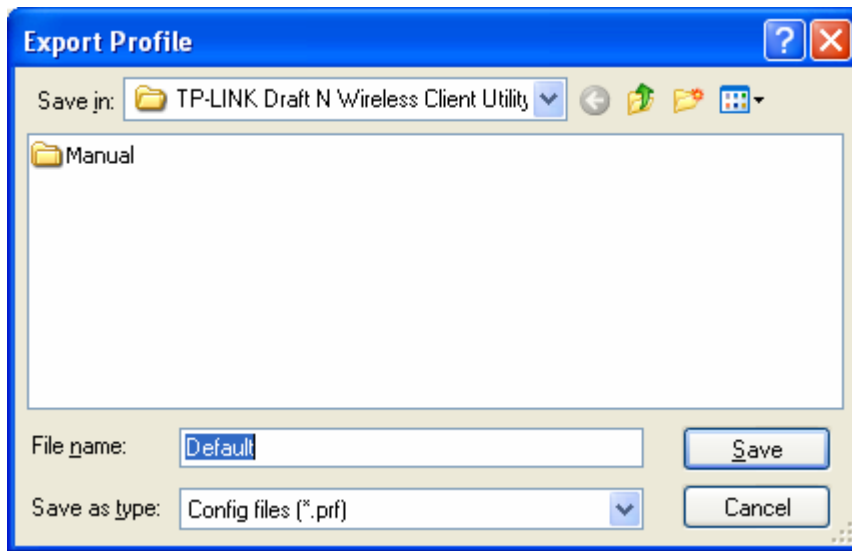 Export Profile
Save in: TP-LINK Draft N Wireless Client Utility
Manual
File name: Default Save
Save as type: Config files (*.prf) Cancel